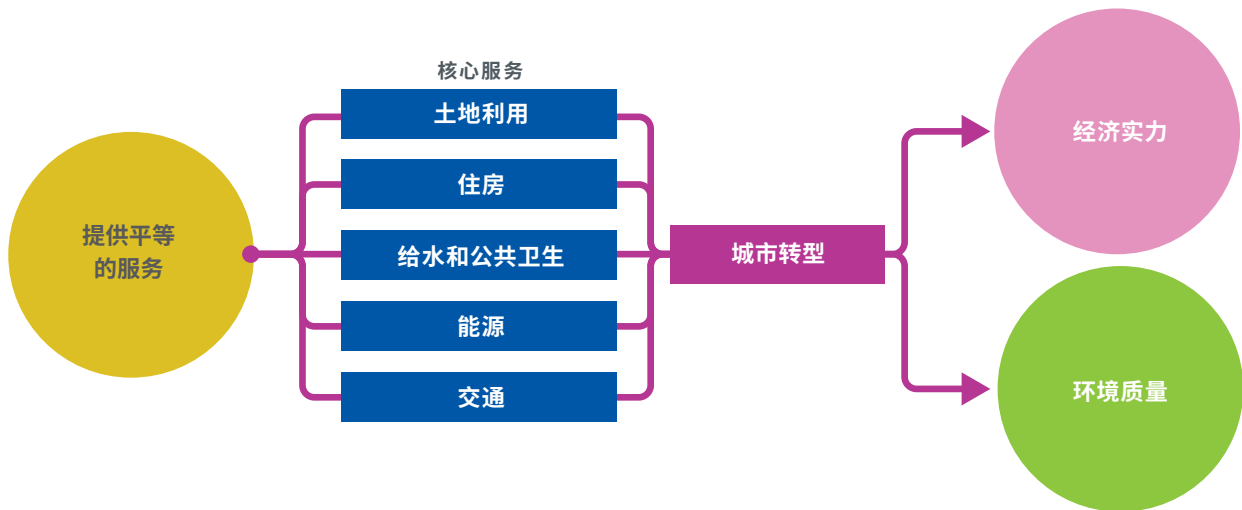 提供平等
的服务
核心服务
土地利用
住房
给水和公共卫生
能源
交通
城市转型
经济实力
环境质量